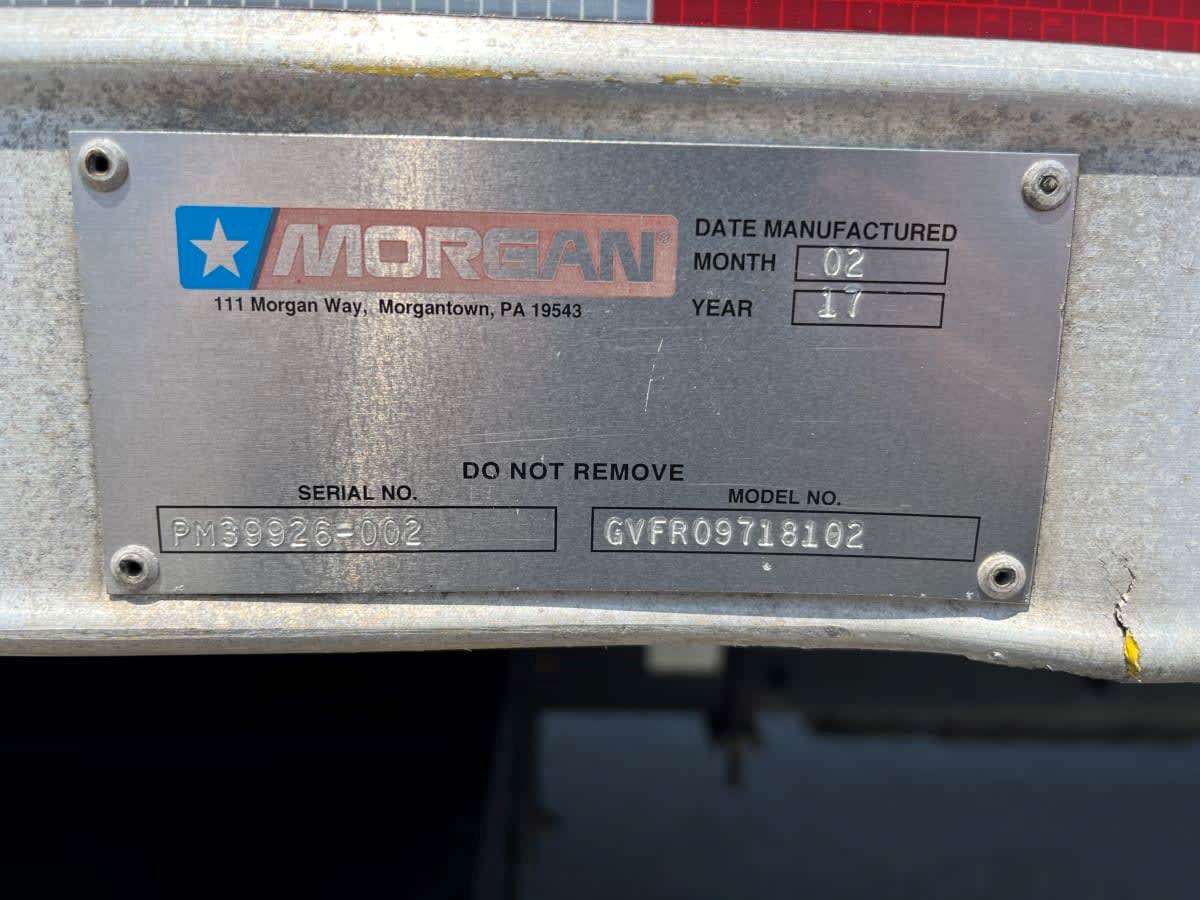 MORGAN®
111 Morgan Way, Morgantown, PA 19543
DATE MANUFACTURED
MONTH 02
YEAR 17
DO NOT REMOVE
SERIAL NO.
PM39926-002
MODEL NO.
GVFR09718102